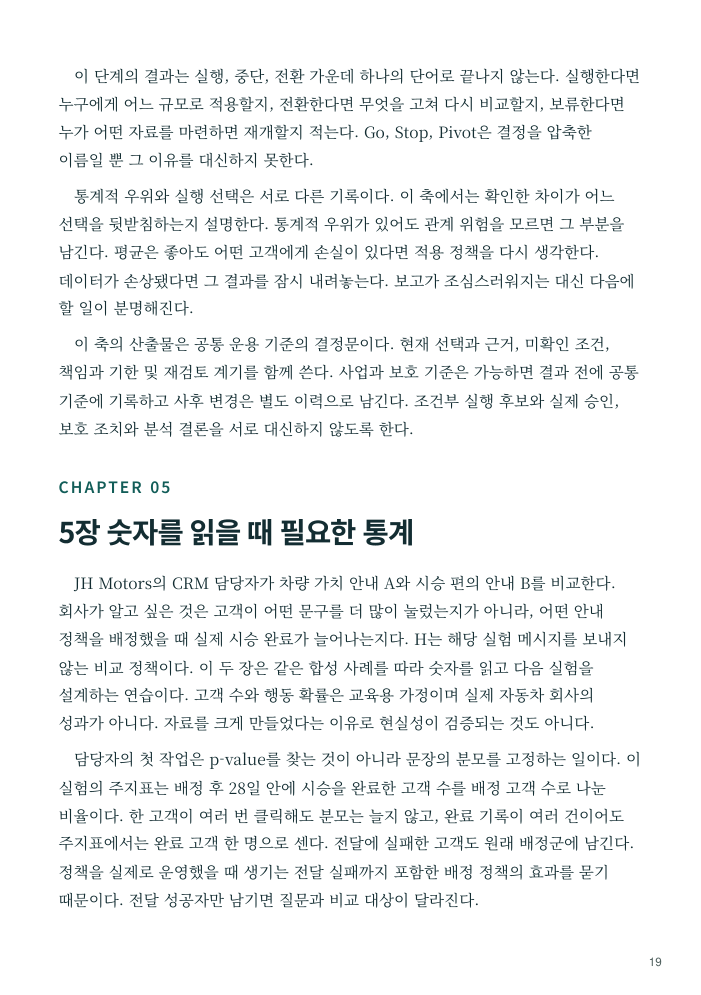 이 단계의 결과는 실행, 중단, 전환 가운데 하나의 단어로 끝나지 않는다. 실행한다면
누구에게 어느 규모로 적용할지, 전환한다면 무엇을 고쳐 다시 비교할지, 보류한다면
누가 어떤 자료를 마련하면 재개할지 적는다. Go, Stop, Pivot은 결정을 압축한
이름일 뿐 그 이유를 대신하지 못한다.
통계적 우위와 실행 선택은 서로 다른 기록이다. 이 축에서는 확인한 차이가 어느
선택을 뒷받침하는지 설명한다. 통계적 우위가 있어도 관계 위험을 모르면 그 부분을
남긴다. 평균은 좋아도 어떤 고객에게 손실이 있다면 적용 정책을 다시 생각한다.
데이터가 손상됐다면 그 결과를 잠시 내려놓는다. 보고가 조심스러워지는 대신 다음에
할 일이 분명해진다.
이 축의 산출물은 공통 운용 기준의 결정문이다. 현재 선택과 근거, 미확인 조건,
책임과 기한 및 재검토 계기를 함께 쓴다. 사업과 보호 기준은 가능하면 결과 전에 공통
기준에 기록하고 사후 변경은 별도 이력으로 남긴다. 조건부 실행 후보와 실제 승인,
보호 조치와 분석 결론을 서로 대신하지 않도록 한다.
CHAPTER 05
5장 숫자를 읽을 때 필요한 통계
JH Motors의 CRM 담당자가 차량 가치 안내 A와 시승 편의 안내 B를 비교한다.
회사가 알고 싶은 것은 고객이 어떤 문구를 더 많이 눌렀는지가 아니라, 어떤 안내
정책을 배정했을 때 실제 시승 완료가 늘어나는지다. H는 해당 실험 메시지를 보내지
않는 비교 정책이다. 이 두 장은 같은 합성 사례를 따라 숫자를 읽고 다음 실험을
설계하는 연습이다. 고객 수와 행동 확률은 교육용 가정이며 실제 자동차 회사의
성과가 아니다. 자료를 크게 만들었다는 이유로 현실성이 검증되는 것도 아니다.
담당자의 첫 작업은 p-value를 찾는 것이 아니라 문장의 분모를 고정하는 일이다. 이
실험의 주지표는 배정 후 28일 안에 시승을 완료한 고객 수를 배정 고객 수로 나눈
비율이다. 한 고객이 여러 번 클릭해도 분모는 늘지 않고, 완료 기록이 여러 건이어도
주지표에서는 완료 고객 한 명으로 센다. 전달에 실패한 고객도 원래 배정군에 남긴다.
정책을 실제로 운영했을 때 생기는 전달 실패까지 포함한 배정 정책의 효과를 묻기
때문이다. 전달 성공자만 남기면 질문과 비교 대상이 달라진다.
19